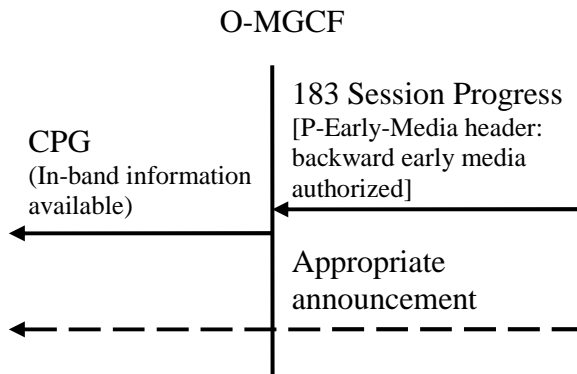 O-MGCF
183 Session Progress
[P-Early-Media header:
backward early media
authorized]
CPG
(In-band information
available)
Appropriate
announcement